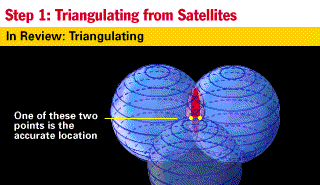 Step 1: Triangulating from Satellites
In Review: Triangulating
One of these two
points is the
accurate location